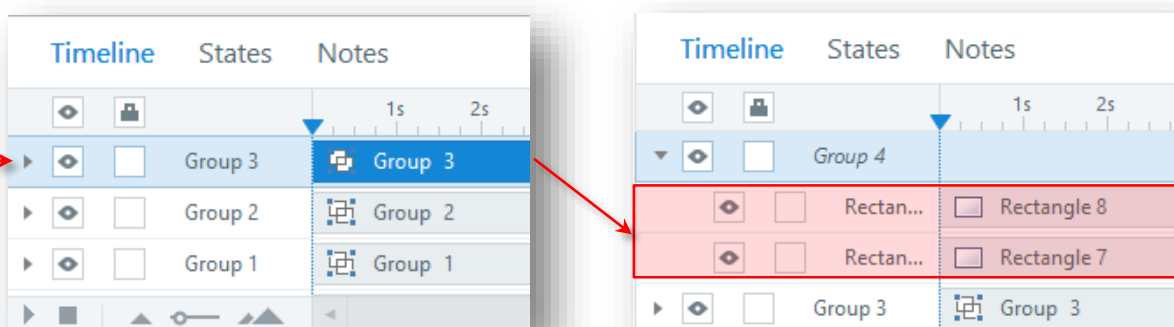 Timeline States Notes
1s 2s
Group 3 Group 3
Group 2 Group 2
Group 1 Group 1
Timeline States Notes
1s 2s
Group 4
Rectan... Rectangle 8
Rectan... Rectangle 7
Group 3 Group 3